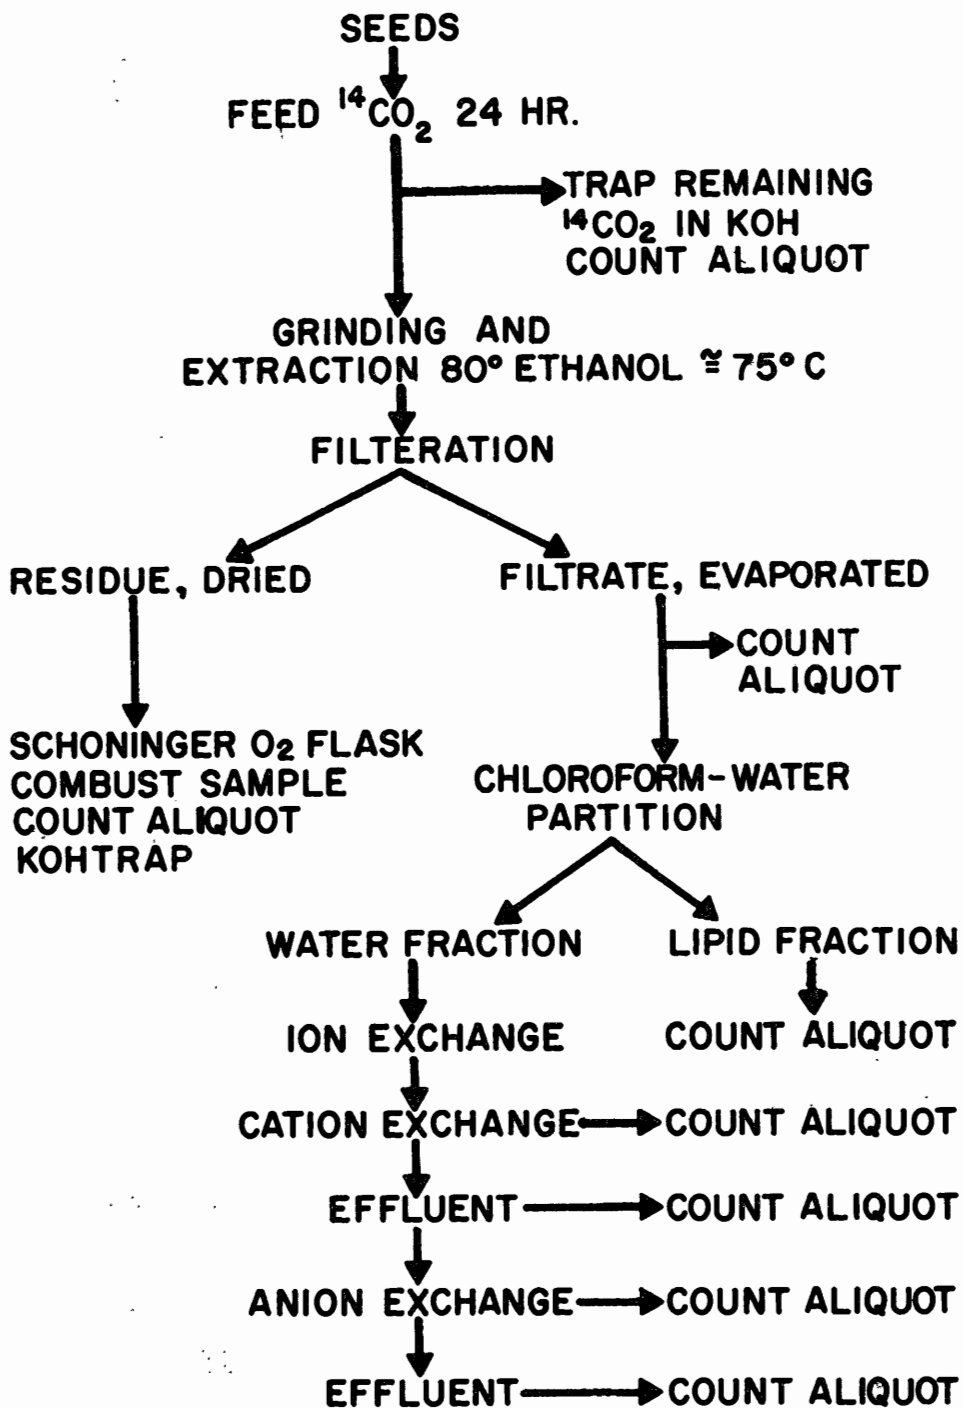 SEEDS
FEED ¹⁴CO₂ 24 HR.
TRAP REMAINING
¹⁴CO₂ IN KOH
COUNT ALIQUOT
GRINDING AND
EXTRACTION 80° ETHANOL ≅ 75° C
FILTERATION
RESIDUE, DRIED
FILTRATE, EVAPORATED
COUNT
ALIQUOT
SCHONINGER O₂ FLASK
COMBUST SAMPLE
COUNT ALIQUOT
KOHTRAP
CHLOROFORM-WATER
PARTITION
WATER FRACTION
LIPID FRACTION
ION EXCHANGE
COUNT ALIQUOT
CATION EXCHANGE
COUNT ALIQUOT
EFFLUENT
COUNT ALIQUOT
ANION EXCHANGE
COUNT ALIQUOT
EFFLUENT
COUNT ALIQUOT